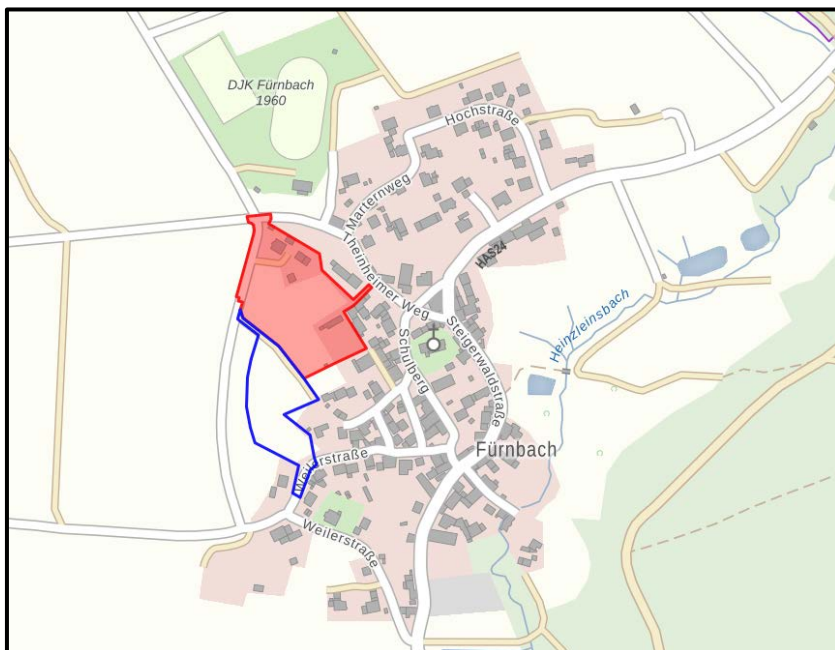 DJK Fürnbach
1960
Hochstraße
Marternweg
Theinheimer Weg
HAS24
Heinzleinsbach
Schulberg
Steigerwaldstraße
Fürnbach
Weilerstraße
Weilerstraße